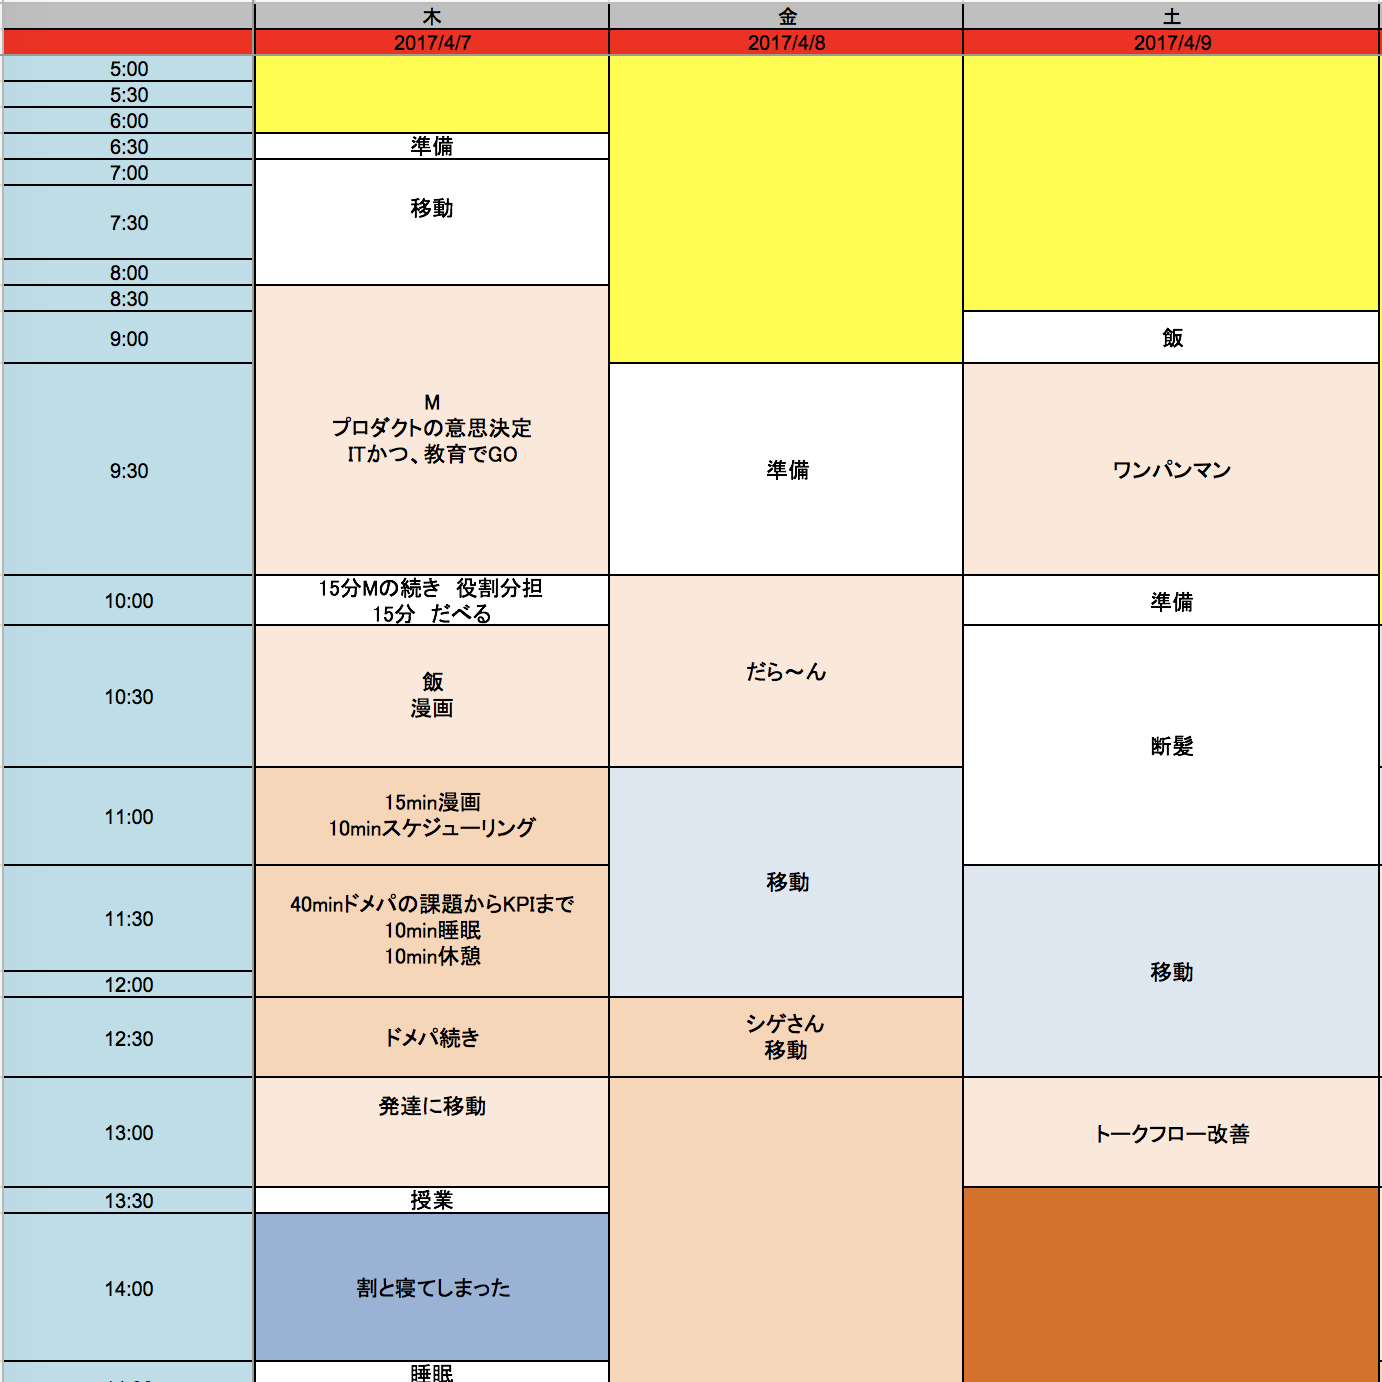 木 金 土
2017/4/7 2017/4/8 2017/4/9
5:00
5:30
6:00
6:30 準備
7:00
移動
7:30
8:00
8:30
9:00 飯
M
プロダクトの意思決定
ITかつ、教育でGO
9:30 準備 ワンパンマン
15分Mの続き　役割分担
10:00 準備
15分　だべる
だら～ん
飯
10:30
漫画
断髪
15min漫画
11:00
10minスケジューリング
移動
40minドメパの課題からKPIまで
11:30
10min睡眠
10min休憩
移動
12:00
シゲさん
12:30 ドメパ続き
移動
発達に移動
13:00 トークフロー改善
13:30 授業
14:00 割と寝てしまった
睡眠